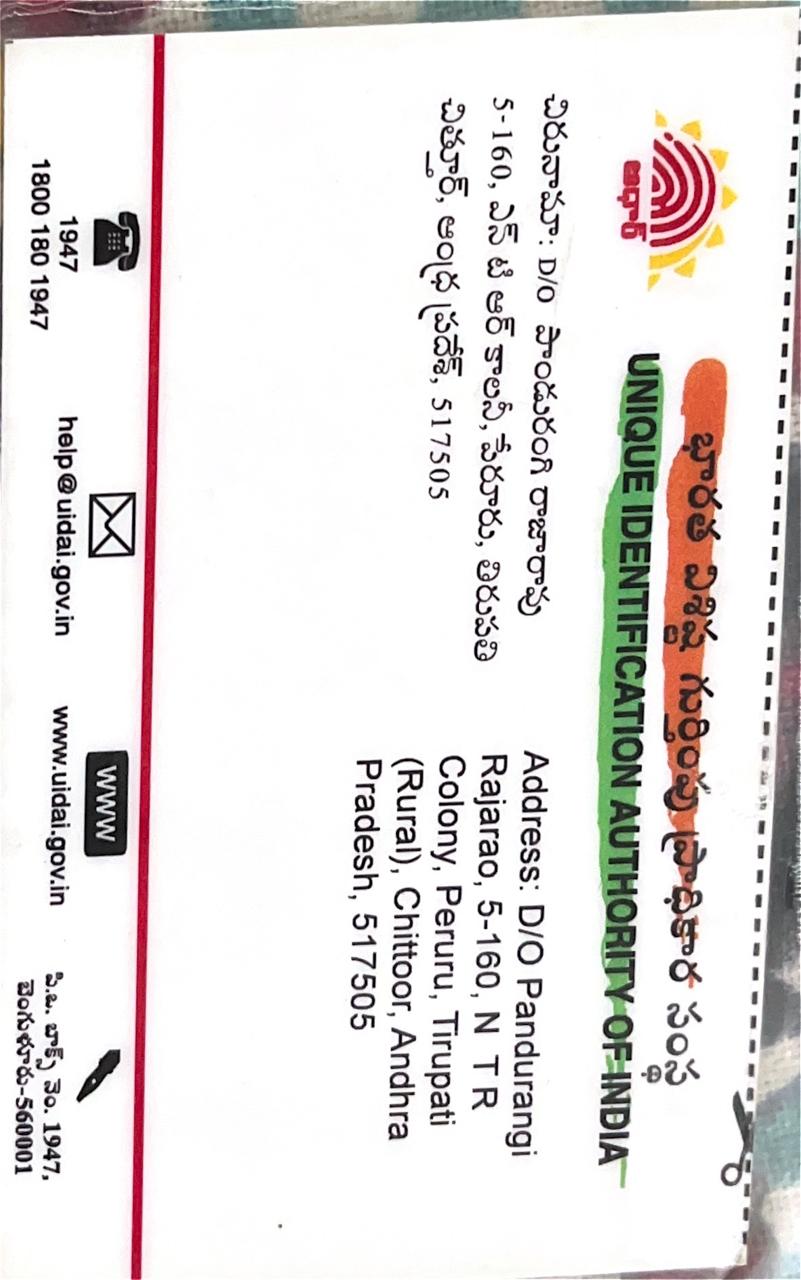 భారత విశిష్ట గుర్తింపు ప్రాధికార సంస్థ
UNIQUE IDENTIFICATION AUTHORITY OF INDIA
ఆధార్
చిరునామా: D/O పాండురంగి రాజారావు
5-160, ఎన్ టి ఆర్ కాలనీ, పేరూరు, తిరుపతి
చిత్తూర్, ఆంధ్ర ప్రదేశ్, 517505
Address: D/O Pandurangi
Rajarao, 5-160, N T R
Colony, Peruru, Tirupati
(Rural), Chittoor, Andhra
Pradesh, 517505
1947
1800 180 1947
help@uidai.gov.in
WWW
www.uidai.gov.in
పి.బి. బాక్స్ నెం. 1947,
బెంగుళూరు-560001